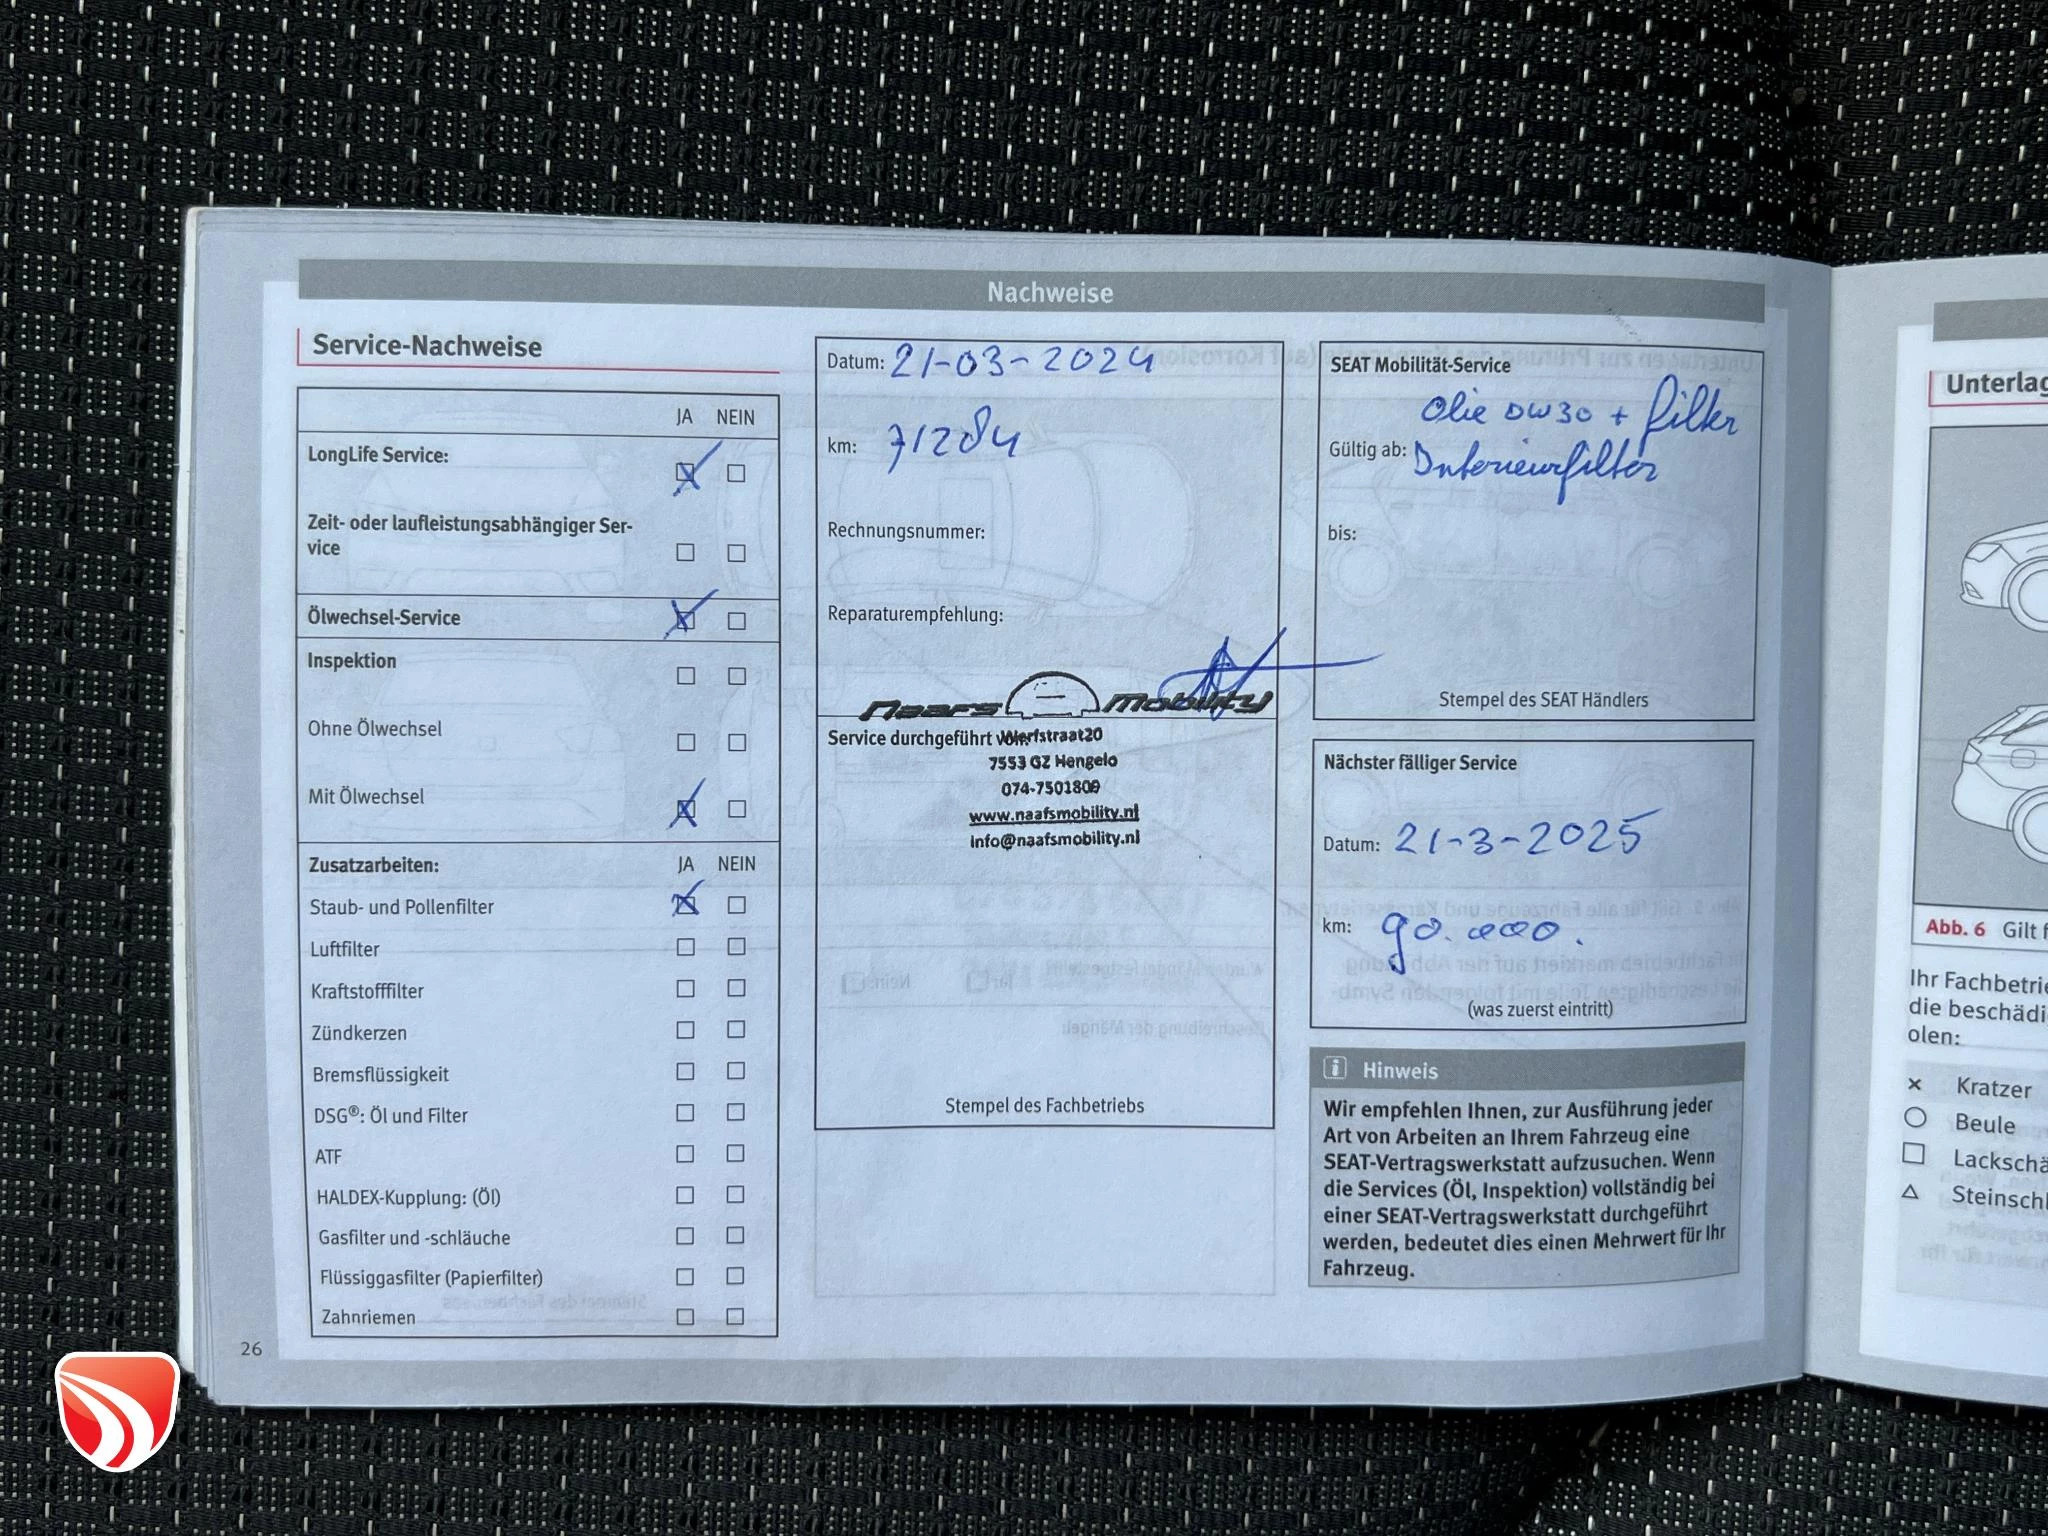 Nachweise
Service-Nachweise
JA NEIN
LongLife Service:
Zeit- oder laufleistungsabhängiger Ser-
vice
Ölwechsel-Service
Inspektion
Ohne Ölwechsel
Mit Ölwechsel
Zusatzarbeiten: JA NEIN
Staub- und Pollenfilter
Luftfilter
Kraftstofffilter
Zündkerzen
Bremsflüssigkeit
DSG®: Öl und Filter
ATF
HALDEX-Kupplung: (Öl)
Gasfilter und -schläuche
Flüssiggasfilter (Papierfilter)
Zahnriemen
26
Datum: 21-03-2024
km: 71284
Rechnungsnummer:
Reparaturempfehlung:
Naafs Mobility
Service durchgeführt von:
Werfstraat20
7553 GZ Hengelo
074-7501809
www.naafsmobility.nl
info@naafsmobility.nl
Stempel des Fachbetriebs
SEAT Mobilität-Service
Olie 0W30 + filter
Gültig ab: Interieurfilter
bis:
Stempel des SEAT Händlers
Nächster fälliger Service
Datum: 21-3-2025
km: 90.000.
(was zuerst eintritt)
Hinweis
Wir empfehlen Ihnen, zur Ausführung jeder
Art von Arbeiten an Ihrem Fahrzeug eine
SEAT-Vertragswerkstatt aufzusuchen. Wenn
die Services (Öl, Inspektion) vollständig bei
einer SEAT-Vertragswerkstatt durchgeführt
werden, bedeutet dies einen Mehrwert für Ihr
Fahrzeug.
Unterlag
Abb. 6 Gilt f
Ihr Fachbetrie
die beschädi
olen:
Kratzer
Beule
Lackschä
Steinschl